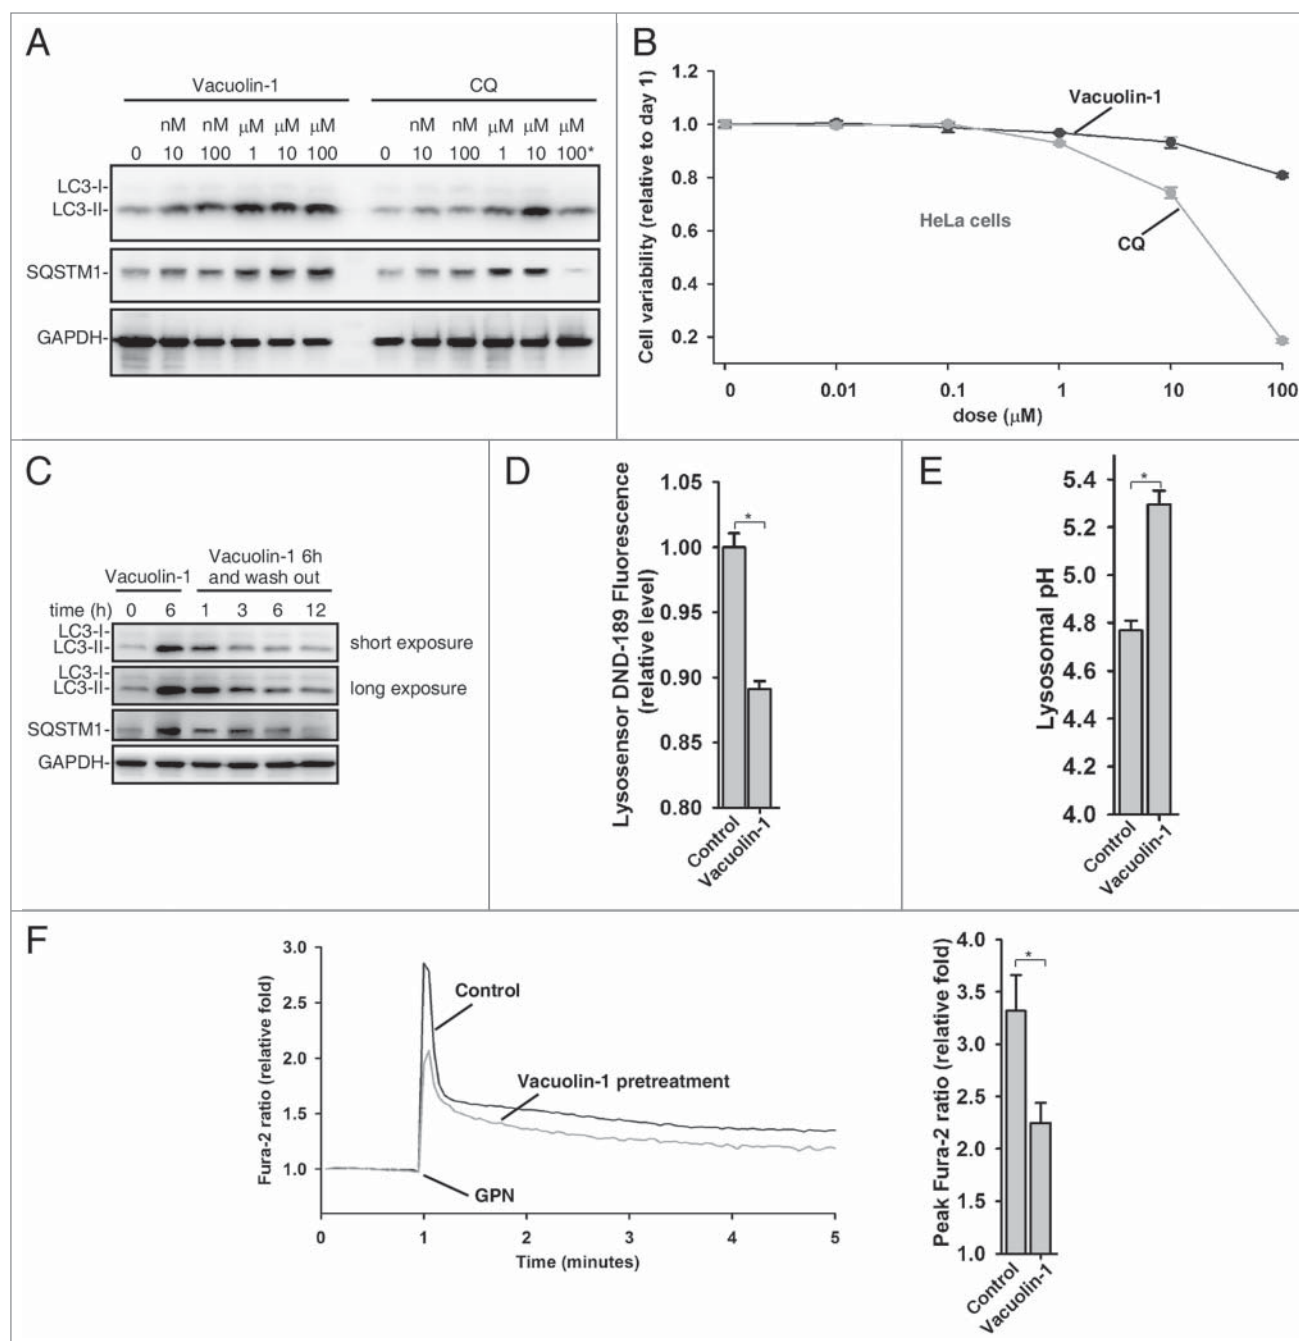 A
Vacuolin-1 CQ
nM nM μM μM μM nM nM μM μM μM
0 10 100 1 10 100 0 10 100 1 10 100*
LC3-I-
LC3-II-
SQSTM1-
GAPDH-
B
Cell variability (relative to day 1)
1.2
1.0
0.8
0.6
0.4
0.2
Vacuolin-1
HeLa cells
CQ
0 0.01 0.1 1 10 100
dose (μM)
C
Vacuolin-1
Vacuolin-1 6h
and wash out
time (h) 0 6 1 3 6 12
LC3-I-
LC3-II-
short exposure
LC3-I-
LC3-II-
long exposure
SQSTM1-
GAPDH-
D
Lysosensor DND-189 Fluorescence
(relative level)
1.05
1.00
0.95
0.90
0.85
0.80
*
Control
Vacuolin-1
E
Lysosomal pH
5.4
5.2
5.0
4.8
4.6
4.4
4.2
4.0
*
Control
Vacuolin-1
F
Fura-2 ratio (relative fold)
3.0
2.5
2.0
1.5
1.0
Control
Vacuolin-1 pretreatment
GPN
0 1 2 3 4 5
Time (minutes)
Peak Fura-2 ratio (relative fold)
4.0
3.5
3.0
2.5
2.0
1.5
1.0
*
Control
Vacuolin-1